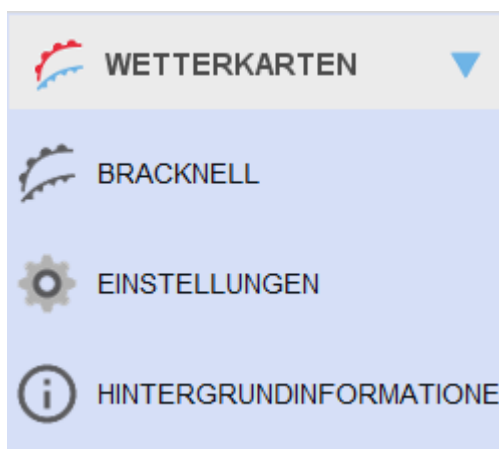 WETTERKARTEN
BRACKNELL
EINSTELLUNGEN
HINTERGRUNDINFORMATIONE